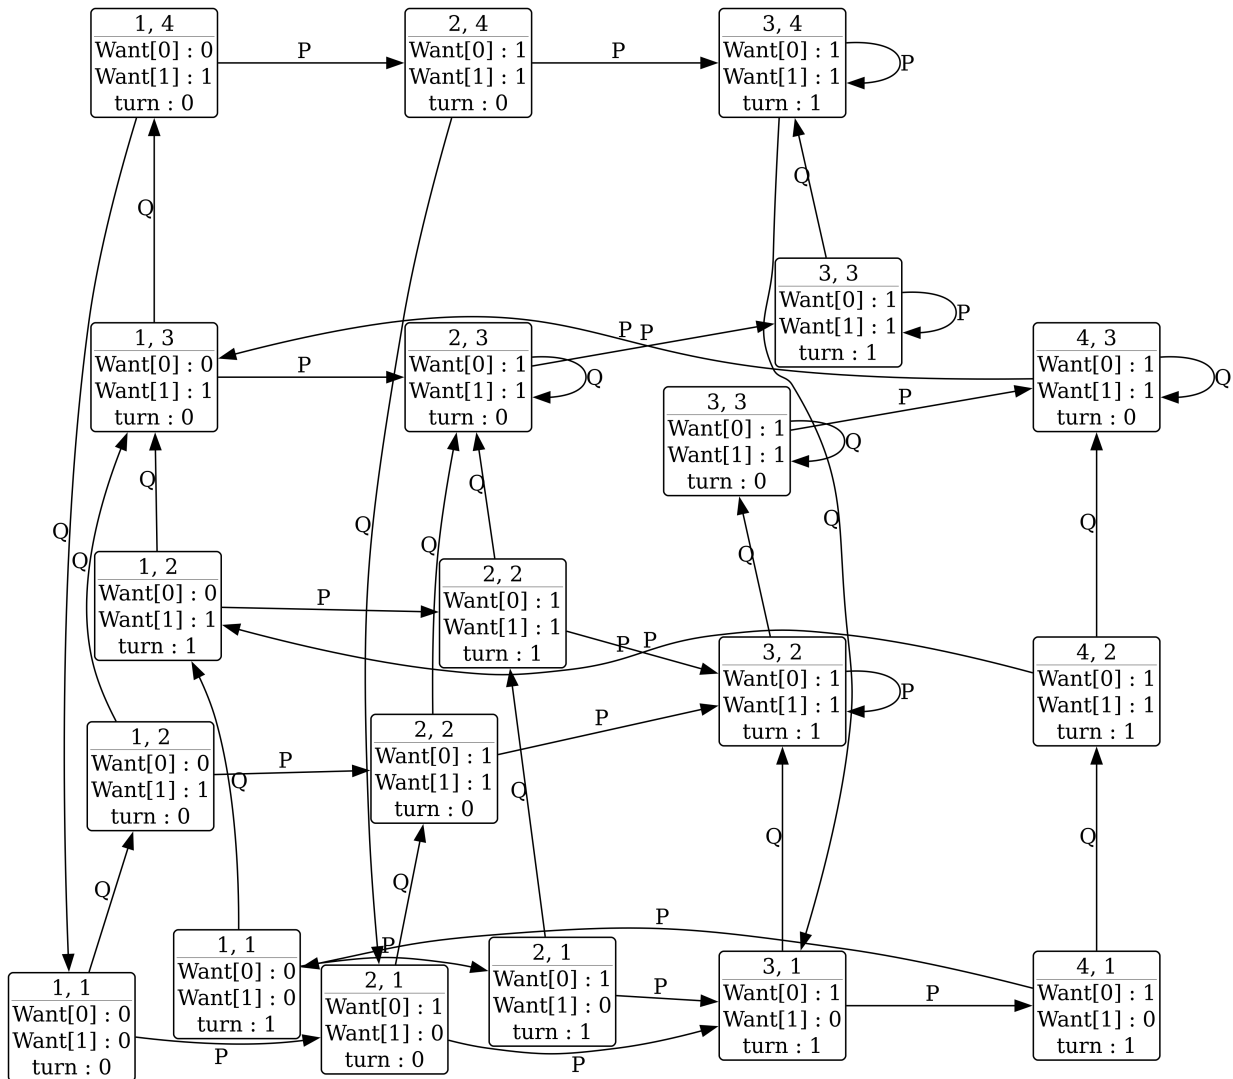 1, 4
Want[0] : 0
Want[1] : 1
turn : 0
P
2, 4
Want[0] : 1
Want[1] : 1
turn : 0
P
3, 4
Want[0] : 1
Want[1] : 1
turn : 1
P
Q
Q
3, 3
Want[0] : 1
Want[1] : 1
turn : 1
P
1, 3
Want[0] : 0
Want[1] : 1
turn : 0
P
2, 3
Want[0] : 1
Want[1] : 1
turn : 0
Q
P
P
4, 3
Want[0] : 1
Want[1] : 1
turn : 0
Q
3, 3
Want[0] : 1
Want[1] : 1
turn : 0
Q
P
Q
Q
Q
Q
Q
Q
Q
Q
Q
1, 2
Want[0] : 0
Want[1] : 1
turn : 1
P
2, 2
Want[0] : 1
Want[1] : 1
turn : 1
P
P
3, 2
Want[0] : 1
Want[1] : 1
turn : 1
P
4, 2
Want[0] : 1
Want[1] : 1
turn : 1
1, 2
Want[0] : 0
Want[1] : 1
turn : 0
P
2, 2
Want[0] : 1
Want[1] : 1
turn : 0
P
Q
Q
Q
Q
Q
Q
P
1, 1
Want[0] : 0
Want[1] : 0
turn : 1
P
2, 1
Want[0] : 1
Want[1] : 0
turn : 1
P
3, 1
Want[0] : 1
Want[1] : 0
turn : 1
P
4, 1
Want[0] : 1
Want[1] : 0
turn : 1
1, 1
Want[0] : 0
Want[1] : 0
turn : 0
P
2, 1
Want[0] : 1
Want[1] : 0
turn : 0
P